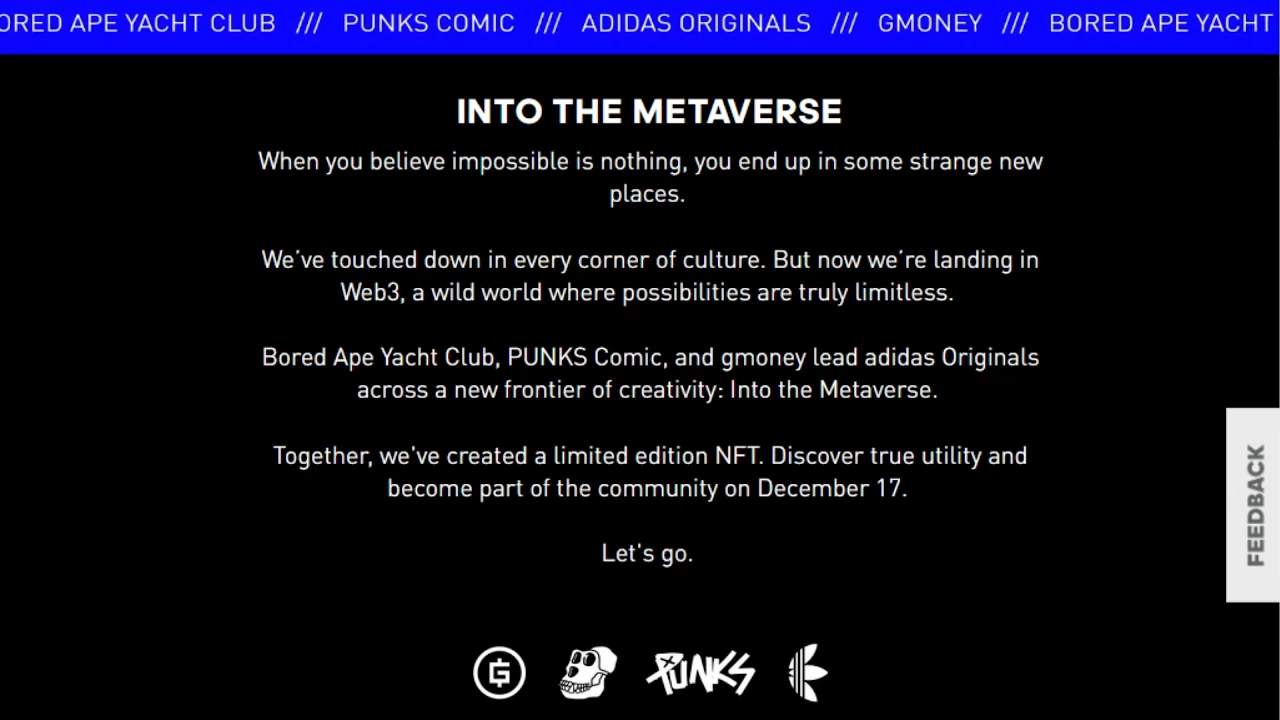 ORED APE YACHT CLUB /// PUNKS COMIC /// ADIDAS ORIGINALS /// GMONEY /// BORED APE YACHT
INTO THE METAVERSE
When you believe impossible is nothing, you end up in some strange new
places.
We've touched down in every corner of culture. But now we're landing in
Web3, a wild world where possibilities are truly limitless.
Bored Ape Yacht Club, PUNKS Comic, and gmoney lead adidas Originals
across a new frontier of creativity: Into the Metaverse.
Together, we've created a limited edition NFT. Discover true utility and
become part of the community on December 17.
Let's go.
FEEDBACK
G PUNKS